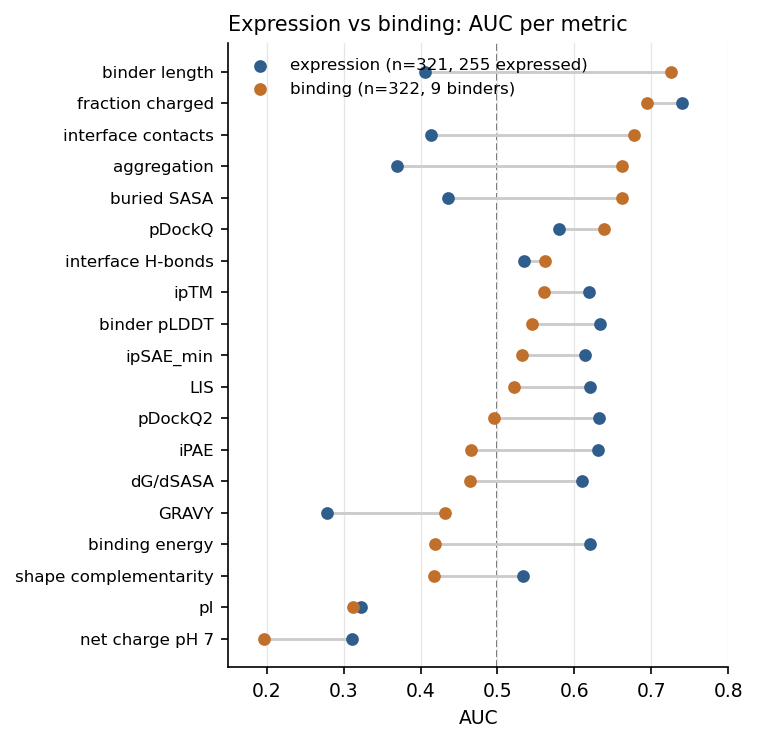 Expression vs binding: AUC per metric
expression (n=321, 255 expressed)
binding (n=322, 9 binders)
binder length
fraction charged
interface contacts
aggregation
buried SASA
pDockQ
interface H-bonds
ipTM
binder pLDDT
ipSAE_min
LIS
pDockQ2
iPAE
dG/dSASA
GRAVY
binding energy
shape complementarity
pI
net charge pH 7
0.2 0.3 0.4 0.5 0.6 0.7 0.8
AUC